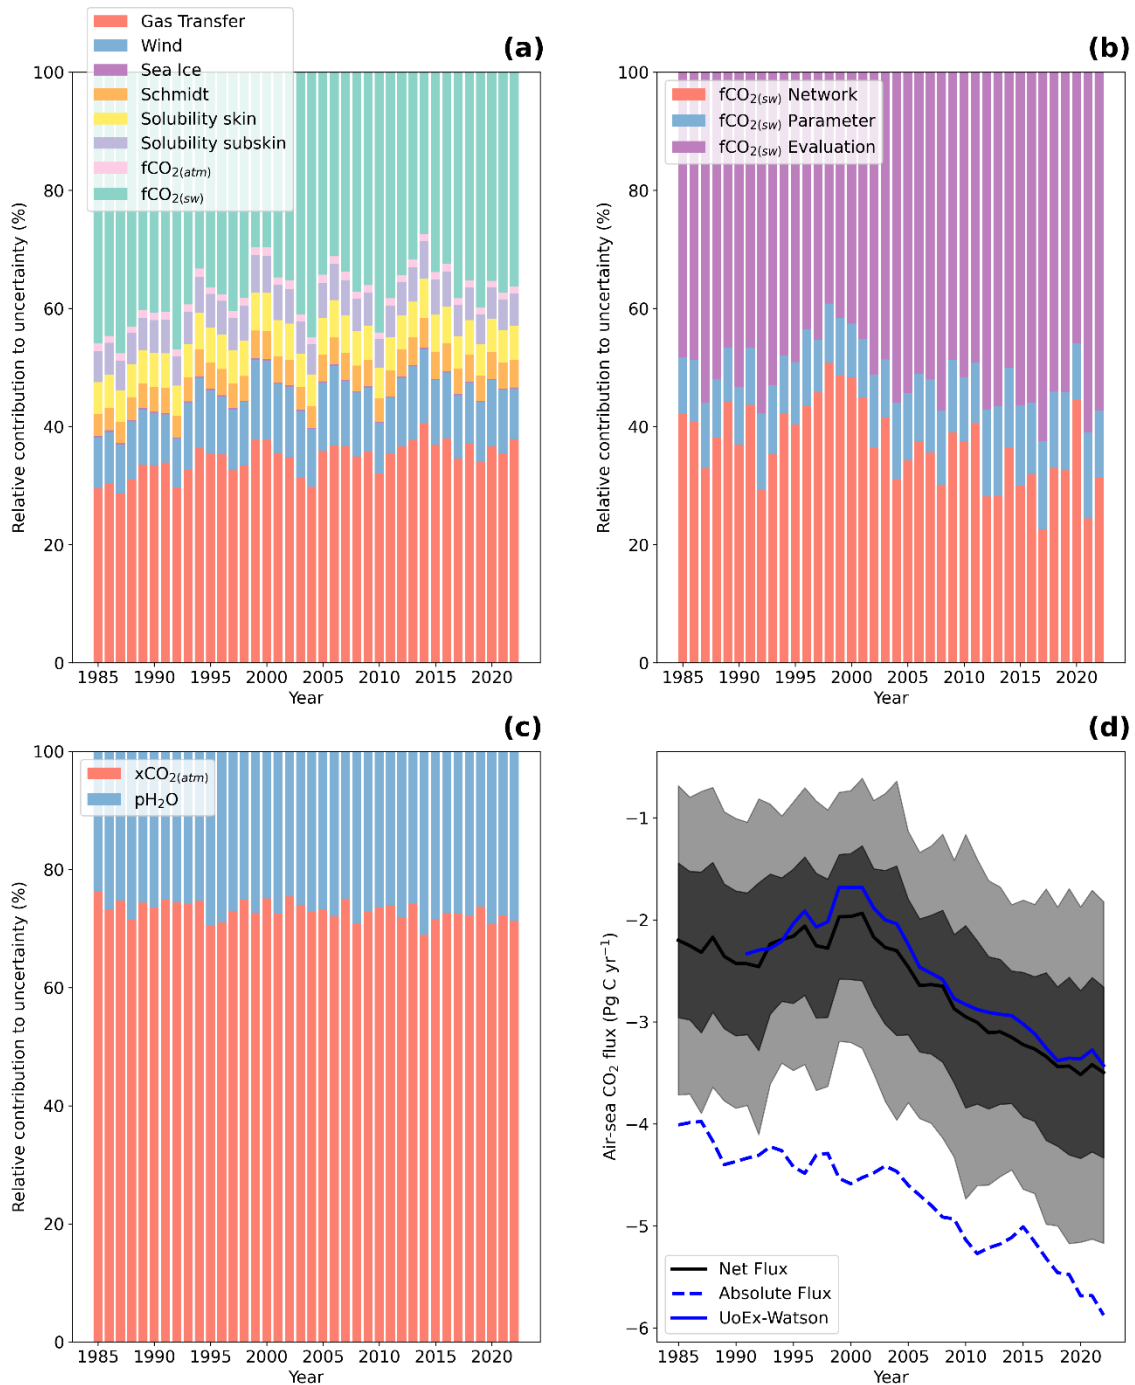 (a)
Gas Transfer
Wind
Sea Ice
Schmidt
Solubility skin
Solubility subskin
fCO2(atm)
fCO2(sw)
Relative contribution to uncertainty (%)
100
80
60
40
20
0
1985 1990 1995 2000 2005 2010 2015 2020
Year
(b)
fCO2(sw) Network
fCO2(sw) Parameter
fCO2(sw) Evaluation
Relative contribution to uncertainty (%)
100
80
60
40
20
0
1985 1990 1995 2000 2005 2010 2015 2020
Year
(c)
xCO2(atm)
pH2O
Relative contribution to uncertainty (%)
100
80
60
40
20
0
1985 1990 1995 2000 2005 2010 2015 2020
Year
(d)
Air-sea CO2 flux (Pg C yr−1)
−1
−2
−3
−4
−5
−6
Net Flux
Absolute Flux
UoEx-Watson
1985 1990 1995 2000 2005 2010 2015 2020
Year